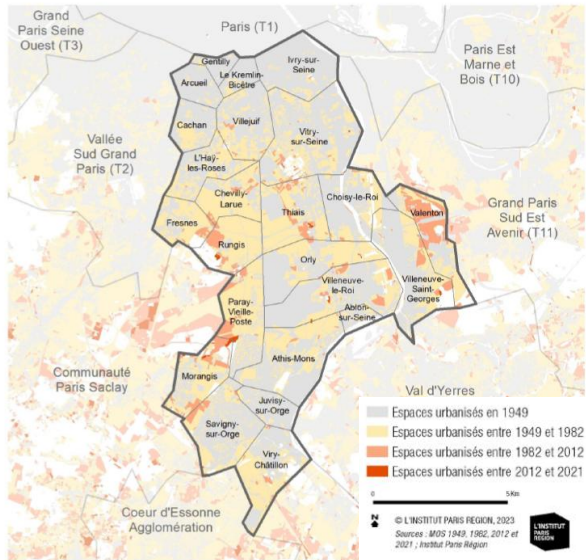 Grand
Paris Seine
Ouest (T3)
Paris (T1)
Paris Est
Marne et
Bois (T10)
Gentilly
Ivry-sur-
Seine
Arcueil
Le Kremlin-
Bicêtre
Cachan
Villejuif
Vitry-
sur-Seine
Vallée
Sud Grand
Paris (T2)
L'Haÿ-
les-Roses
Chevilly-
Larue
Choisy-le-Roi
Thiais
Valenton
Grand Paris
Sud Est
Avenir (T11)
Fresnes
Rungis
Orly
Villeneuve-
le-Roi
Villeneuve-
Saint-
Georges
Paray-
Vieille-
Poste
Ablon-
sur-Seine
Athis-Mons
Communauté
Paris Saclay
Morangis
Val d'Yerres
Juvisy-
sur-Orge
Savigny-
sur-Orge
Viry-
Châtillon
Coeur d'Essonne
Agglomération
Espaces urbanisés en 1949
Espaces urbanisés entre 1949 et 1982
Espaces urbanisés entre 1982 et 2012
Espaces urbanisés entre 2012 et 2021
0 5 Km
N
© L'INSTITUT PARIS REGION, 2023
Sources : MOS 1949, 1982, 2012 et
2021 ; Institut Paris Région
L'INSTITUT
PARIS
REGION